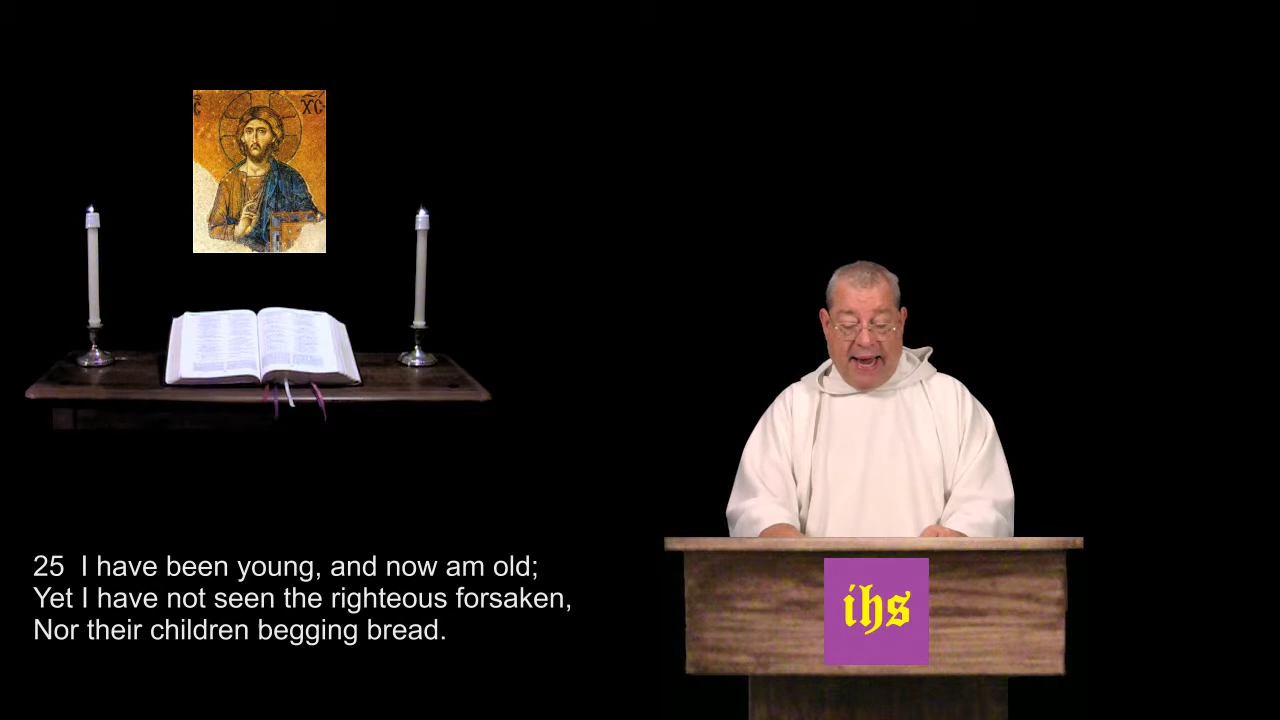 ΧC
25 I have been young, and now am old;
Yet I have not seen the righteous forsaken,
Nor their children begging bread.
ihs